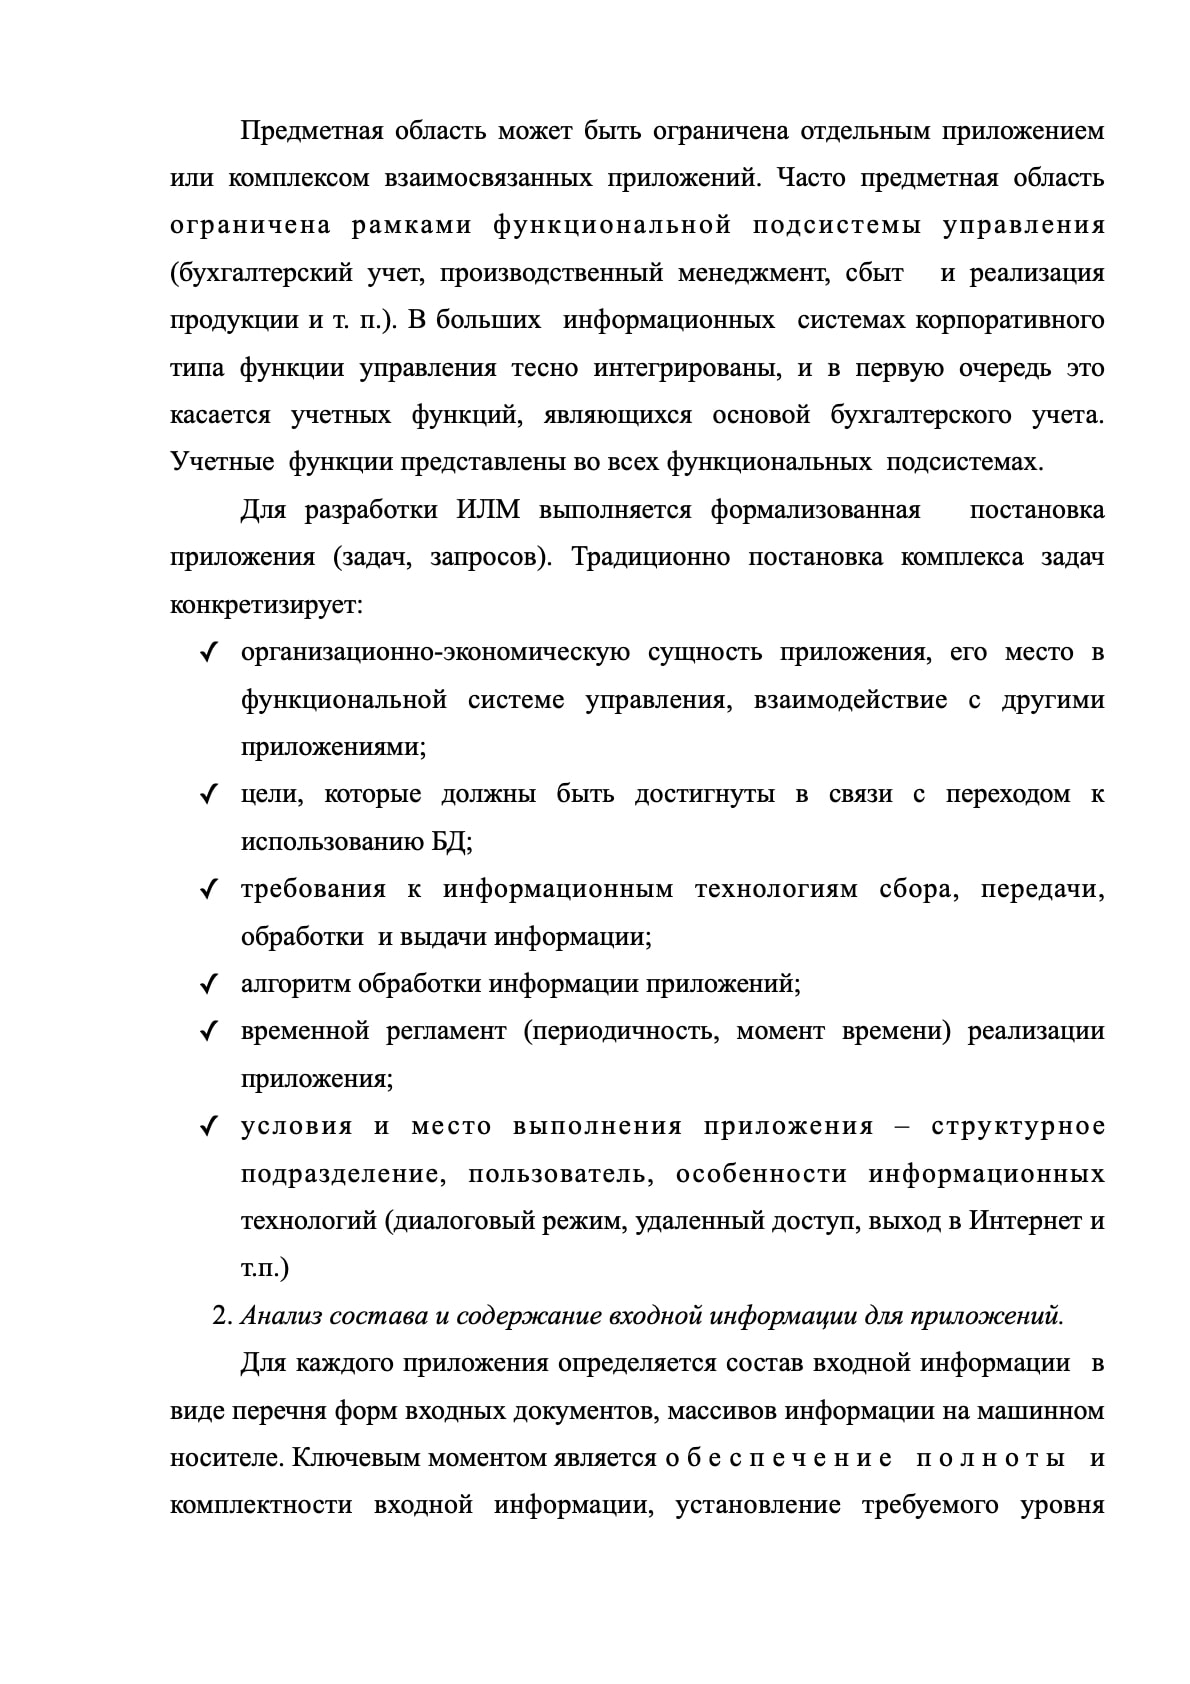 Предметная область может быть ограничена отдельным приложением
или комплексом взаимосвязанных приложений. Часто предметная область
ограничена рамками функциональной подсистемы управления
(бухгалтерский учет, производственный менеджмент, сбыт и реализация
продукции и т. п.). В больших информационных системах корпоративного
типа функции управления тесно интегрированы, и в первую очередь это
касается учетных функций, являющихся основой бухгалтерского учета.
Учетные функции представлены во всех функциональных подсистемах.
Для разработки ИЛМ выполняется формализованная постановка
приложения (задач, запросов). Традиционно постановка комплекса задач
конкретизирует:
✓ организационно-экономическую сущность приложения, его место в
функциональной системе управления, взаимодействие с другими
приложениями;
✓ цели, которые должны быть достигнуты в связи с переходом к
использованию БД;
✓ требования к информационным технологиям сбора, передачи,
обработки и выдачи информации;
✓ алгоритм обработки информации приложений;
✓ временной регламент (периодичность, момент времени) реализации
приложения;
✓ условия и место выполнения приложения – структурное
подразделение, пользователь, особенности информационных
технологий (диалоговый режим, удаленный доступ, выход в Интернет и
т.п.)
2. Анализ состава и содержание входной информации для приложений.
Для каждого приложения определяется состав входной информации в
виде перечня форм входных документов, массивов информации на машинном
носителе. Ключевым моментом является о б е с п е ч е н и е п о л н о т ы и
комплектности входной информации, установление требуемого уровня